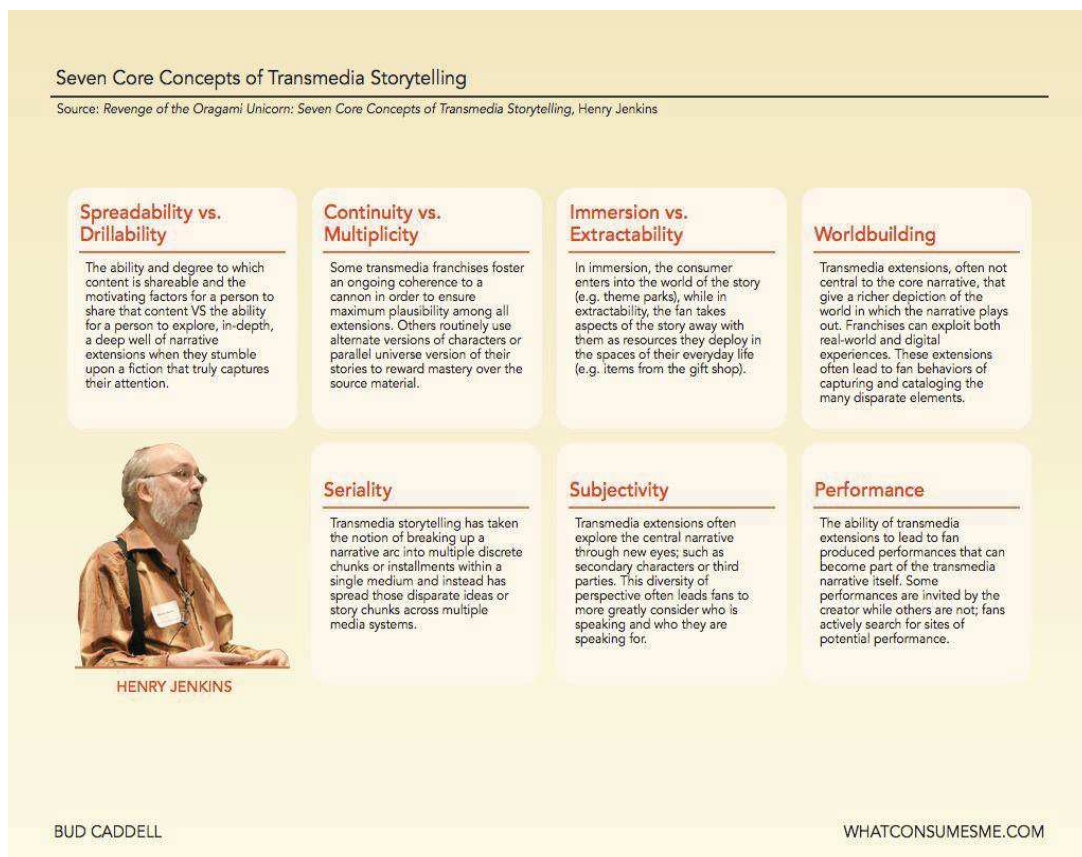 Seven Core Concepts of Transmedia Storytelling
Source: Revenge of the Oragami Unicorn: Seven Core Concepts of Transmedia Storytelling, Henry Jenkins
Spreadability vs.
Drillability
The ability and degree to which
content is shareable and the
motivating factors for a person to
share that content VS the ability
for a person to explore, in-depth,
a deep well of narrative
extensions when they stumble
upon a fiction that truly captures
their attention.
Continuity vs.
Multiplicity
Some transmedia franchises foster
an ongoing coherence to a
cannon in order to ensure
maximum plausibility among all
extensions. Others routinely use
alternate versions of characters or
parallel universe version of their
stories to reward mastery over the
source material.
Immersion vs.
Extractability
In immersion, the consumer
enters into the world of the story
(e.g. theme parks), while in
extractability, the fan takes
aspects of the story away with
them as resources they deploy in
the spaces of their everyday life
(e.g. items from the gift shop).
Worldbuilding
Transmedia extensions, often not
central to the core narrative, that
give a richer depiction of the
world in which the narrative plays
out. Franchises can exploit both
real-world and digital
experiences. These extensions
often lead to fan behaviors of
capturing and cataloging the
many disparate elements.
HENRY JENKINS
Seriality
Transmedia storytelling has taken
the notion of breaking up a
narrative arc into multiple discrete
chunks or installments within a
single medium and instead has
spread those disparate ideas or
story chunks across multiple
media systems.
Subjectivity
Transmedia extensions often
explore the central narrative
through new eyes; such as
secondary characters or third
parties. This diversity of
perspective often leads fans to
more greatly consider who is
speaking and who they are
speaking for.
Performance
The ability of transmedia
extensions to lead to fan
produced performances that can
become part of the transmedia
narrative itself. Some
performances are invited by the
creator while others are not; fans
actively search for sites of
potential performance.
BUD CADDELL
WHATCONSUMESME.COM